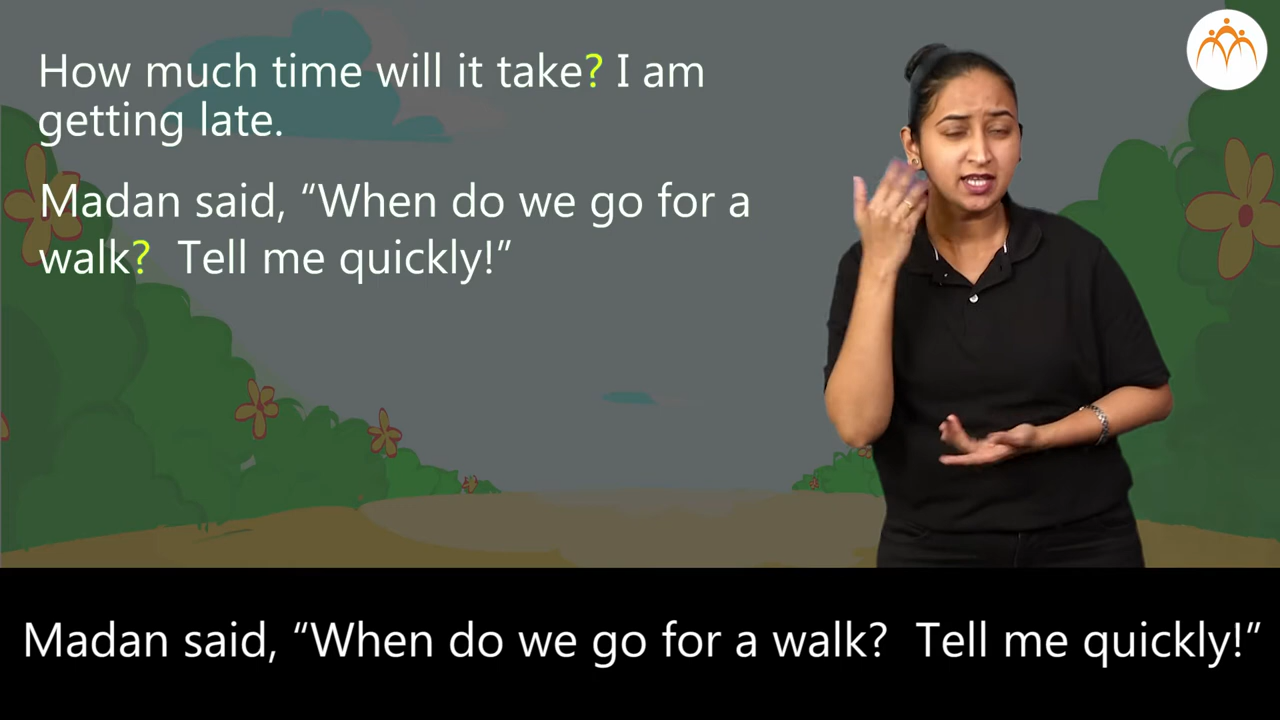 How much time will it take? I am
getting late.
Madan said, “When do we go for a
walk?  Tell me quickly!”
Madan said, “When do we go for a walk?  Tell me quickly!”